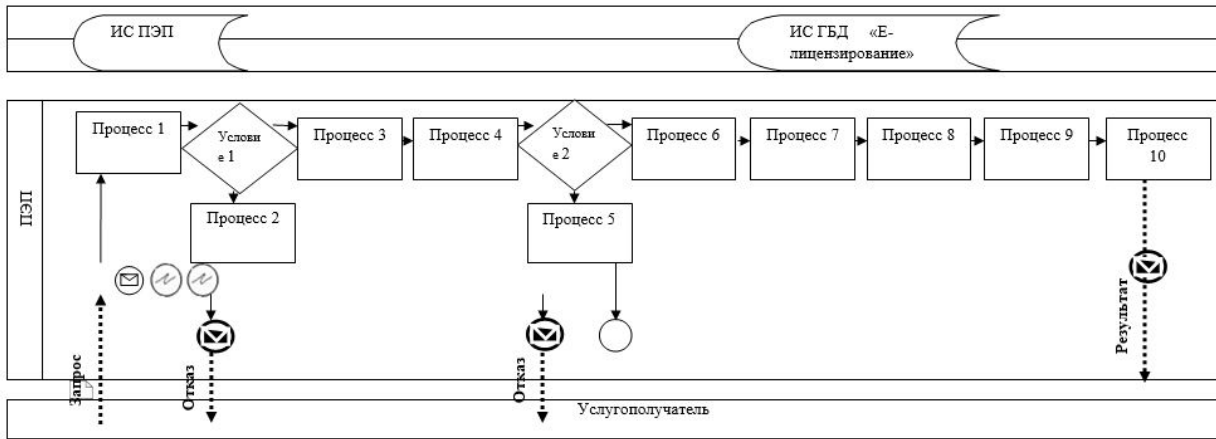 ИС ПЭП
ИС ГБД «Е-
лицензирование»
ПЭП
Процесс 1
Услови
е 1
Процесс 3
Процесс 4
Услови
е 2
Процесс 6
Процесс 7
Процесс 8
Процесс 9
Процесс
10
Процесс 2
Процесс 5
Запрос
Отказ
Отказ
Результат
Услугополучатель